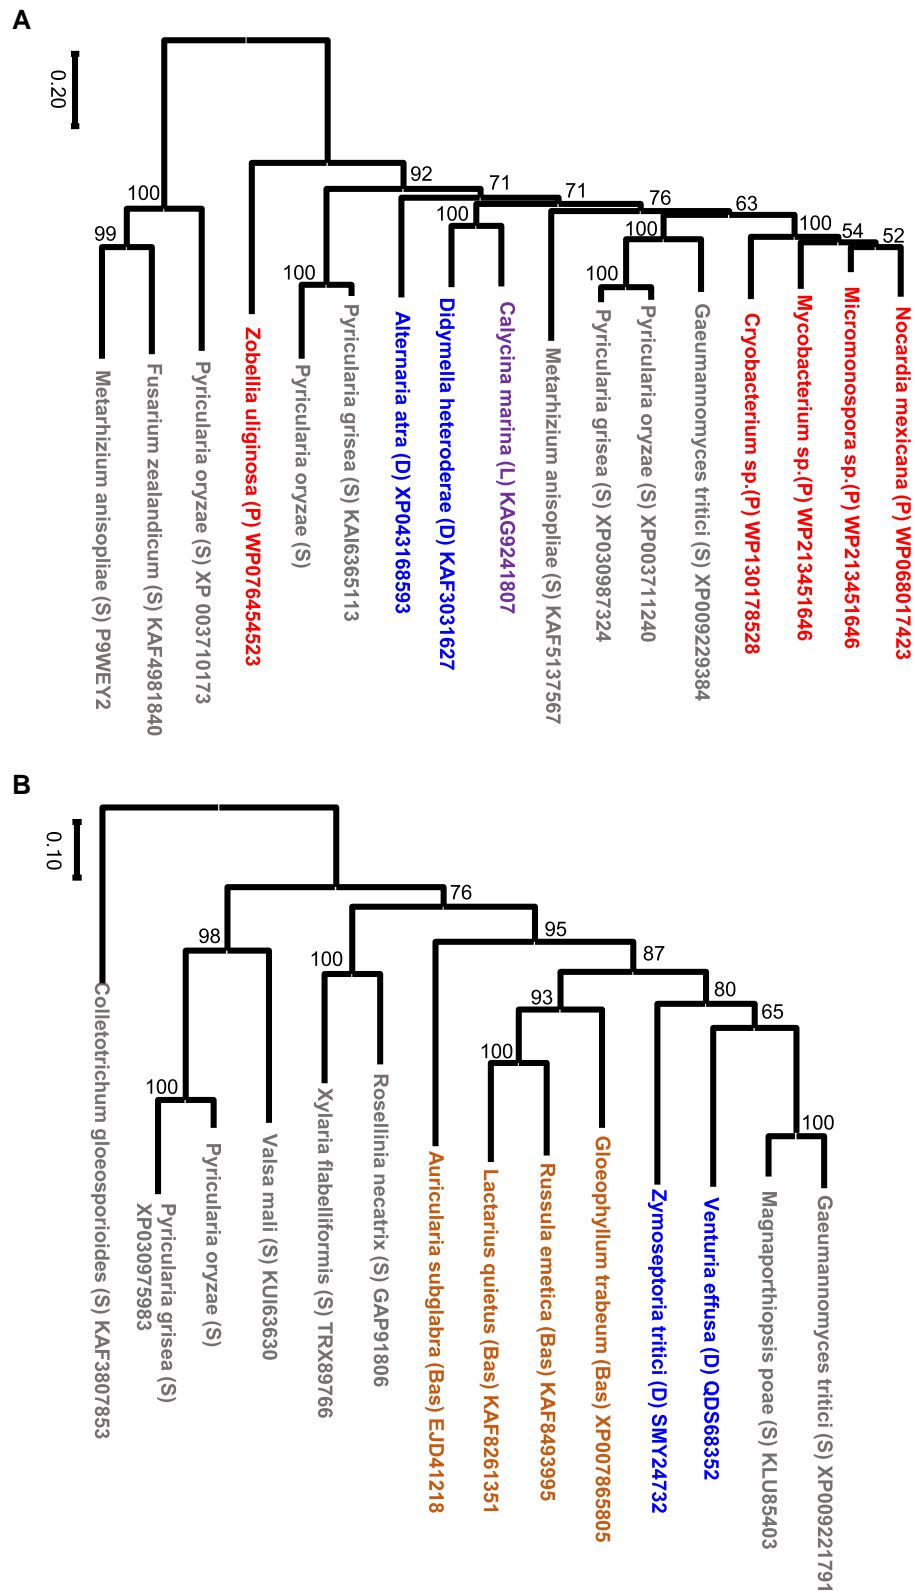 A
0.20
100
99
92
71
71
76
63
100
54
52
100
100
100
100
Metarhizium anisopliae (S) P9WEY2
Fusarium zealandicum (S) KAF4981840
Pyricularia oryzae (S) XP 003710173
Zobellia uliginosa (P) WP076454523
Pyricularia oryzae (S)
Pyricularia grisea (S) KAI6365113
Alternaria atra (D) XP043168593
Didymella heteroderae (D) KAF3031627
Calycina marina (L) KAG9241807
Metarhizium anisopliae (S) KAF5137567
Pyricularia grisea (S) XP030987324
Pyricularia oryzae (S) XP003711240
Gaeumannomyces tritici (S) XP009229384
Cryobacterium sp.(P) WP130178528
Mycobacterium sp.(P) WP213451646
Micromonospora sp.(P) WP213451646
Nocardia mexicana (P) WP068017423
B
0.10
76
98
95
100
87
93
80
65
100
100
100
Colletotrichum gloeosporioides (S) KAF3807853
Pyricularia grisea (S)
XP030975983
Pyricularia oryzae (S)
Valsa mali (S) KUI63630
Xylaria flabelliformis (S) TRX89766
Rosellinia necatrix (S) GAP91806
Auricularia subglabra (Bas) EJD41218
Lactarius quietus (Bas) KAF8261351
Russula emetica (Bas) KAF8493995
Gloeophyllum trabeum (Bas) XP007865805
Zymoseptoria tritici (D) SMY24732
Venturia effusa (D) QDS68352
Magnaporthiopsis poae (S) KLU85403
Gaeumannomyces tritici (S) XP009221791